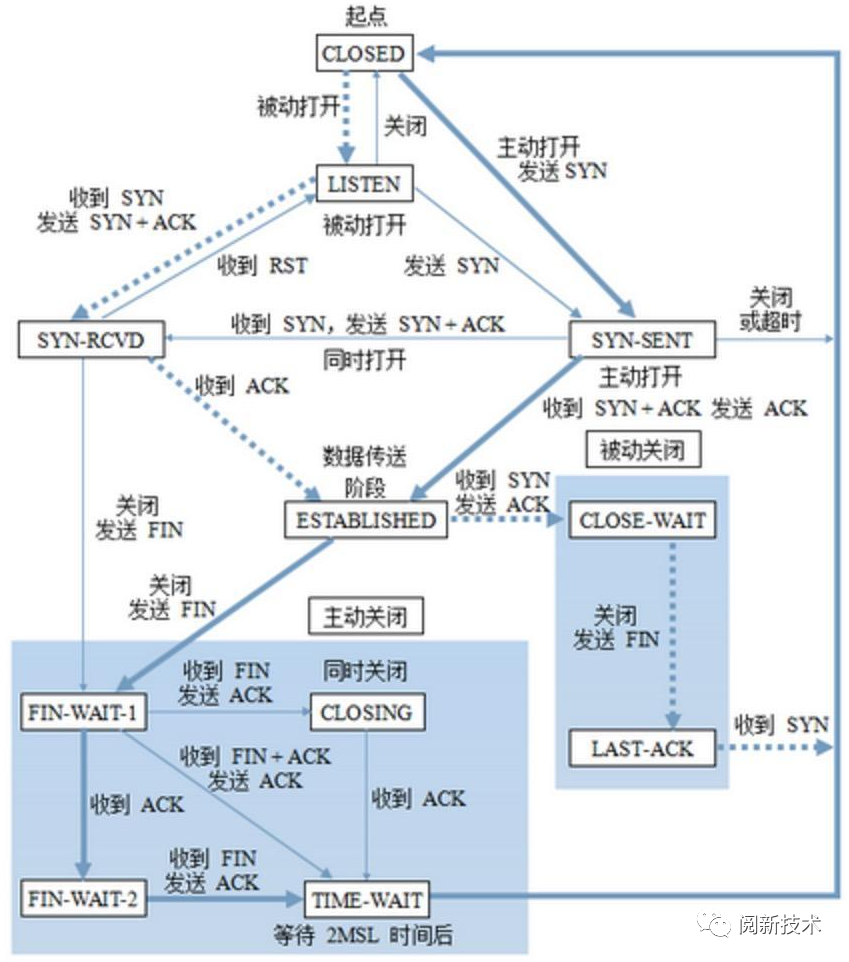 起点
CLOSED
被动打开
关闭
主动打开
发送SYN
LISTEN
被动打开
收到 SYN
发送 SYN+ACK
收到 RST
发送 SYN
关闭
或超时
SYN-RCVD
收到 SYN，发送 SYN+ACK
同时打开
SYN-SENT
主动打开
收到 ACK
收到 SYN+ACK 发送 ACK
被动关闭
数据传送
阶段
ESTABLISHED
收到 SYN
发送 ACK
CLOSE-WAIT
关闭
发送 FIN
关闭
发送 FIN
主动关闭
关闭
发送 FIN
FIN-WAIT-1
收到 FIN
发送 ACK
同时关闭
CLOSING
LAST-ACK
收到 SYN
收到 FIN+ACK
发送 ACK
收到 ACK
收到 ACK
FIN-WAIT-2
收到 FIN
发送 ACK
TIME-WAIT
等待 2MSL 时间后
阅新技术